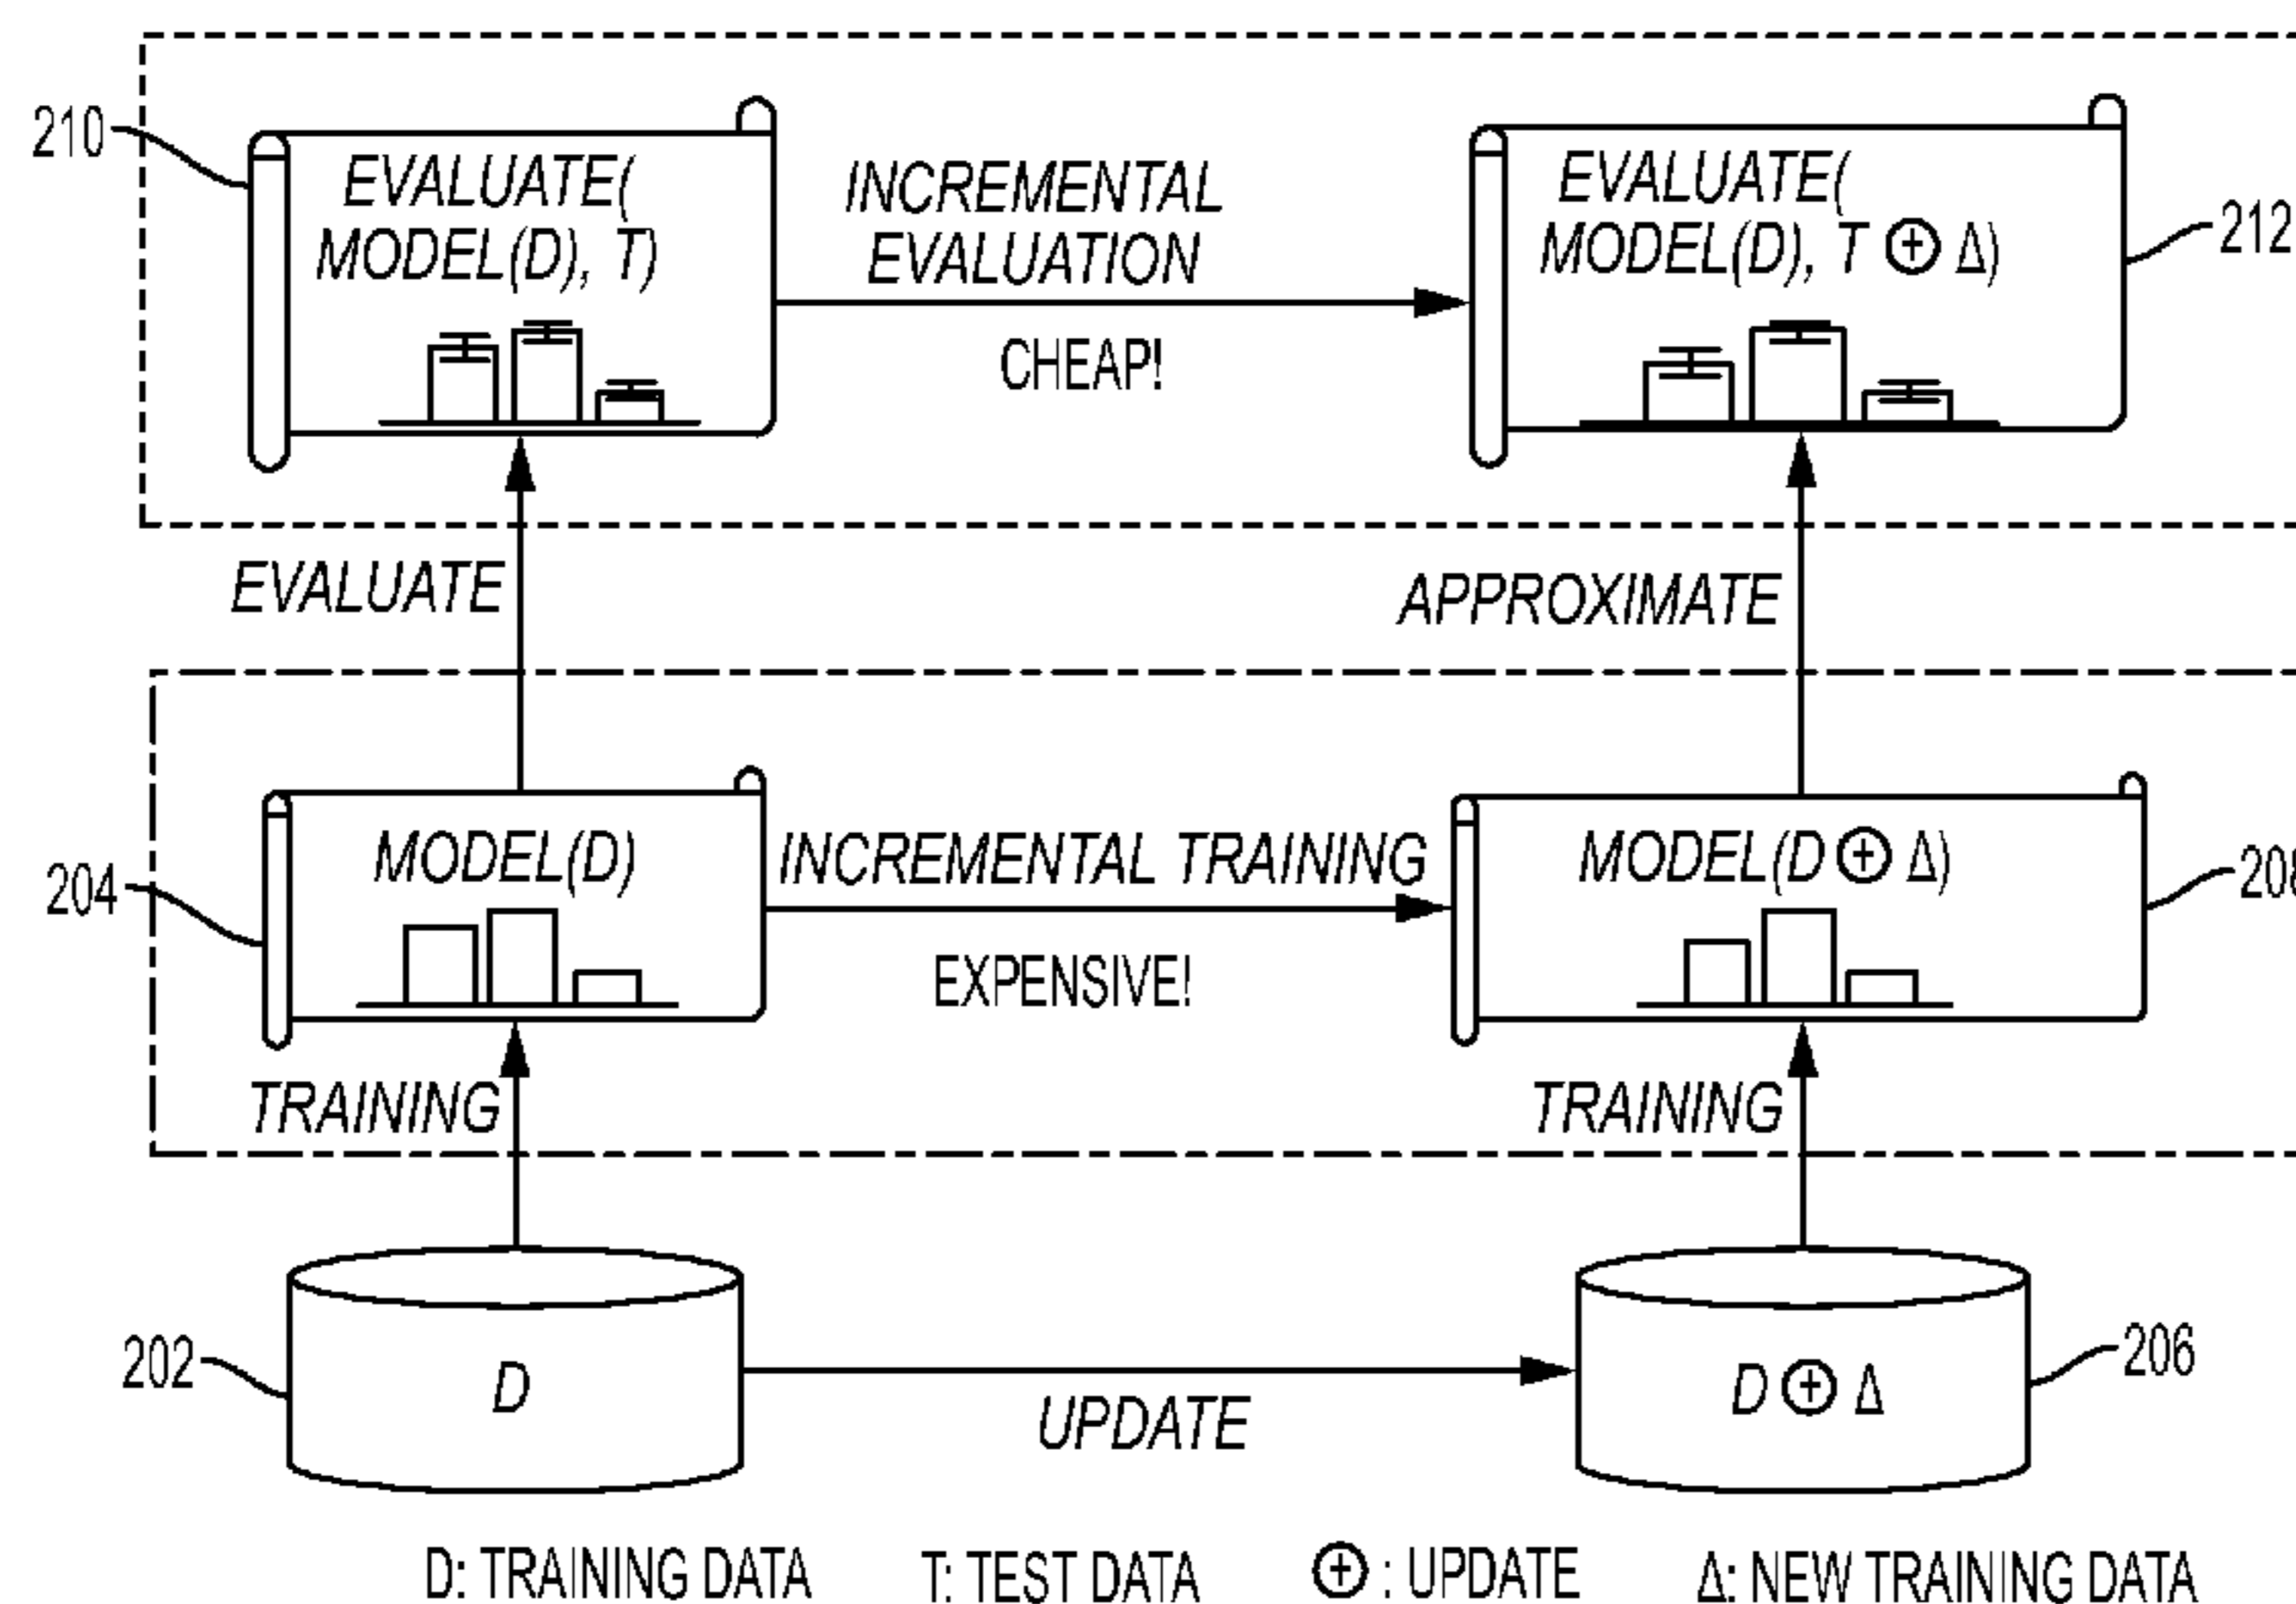 210
EVALUATE(
MODEL(D), T)
INCREMENTAL
EVALUATION
CHEAP!
EVALUATE(
MODEL(D), T ⊕ Δ)
212
EVALUATE
APPROXIMATE
204
MODEL(D)
INCREMENTAL TRAINING
EXPENSIVE!
MODEL(D ⊕ Δ)
208
TRAINING
TRAINING
202
D
UPDATE
D ⊕ Δ
206
D: TRAINING DATA T: TEST DATA ⊕ : UPDATE Δ: NEW TRAINING DATA